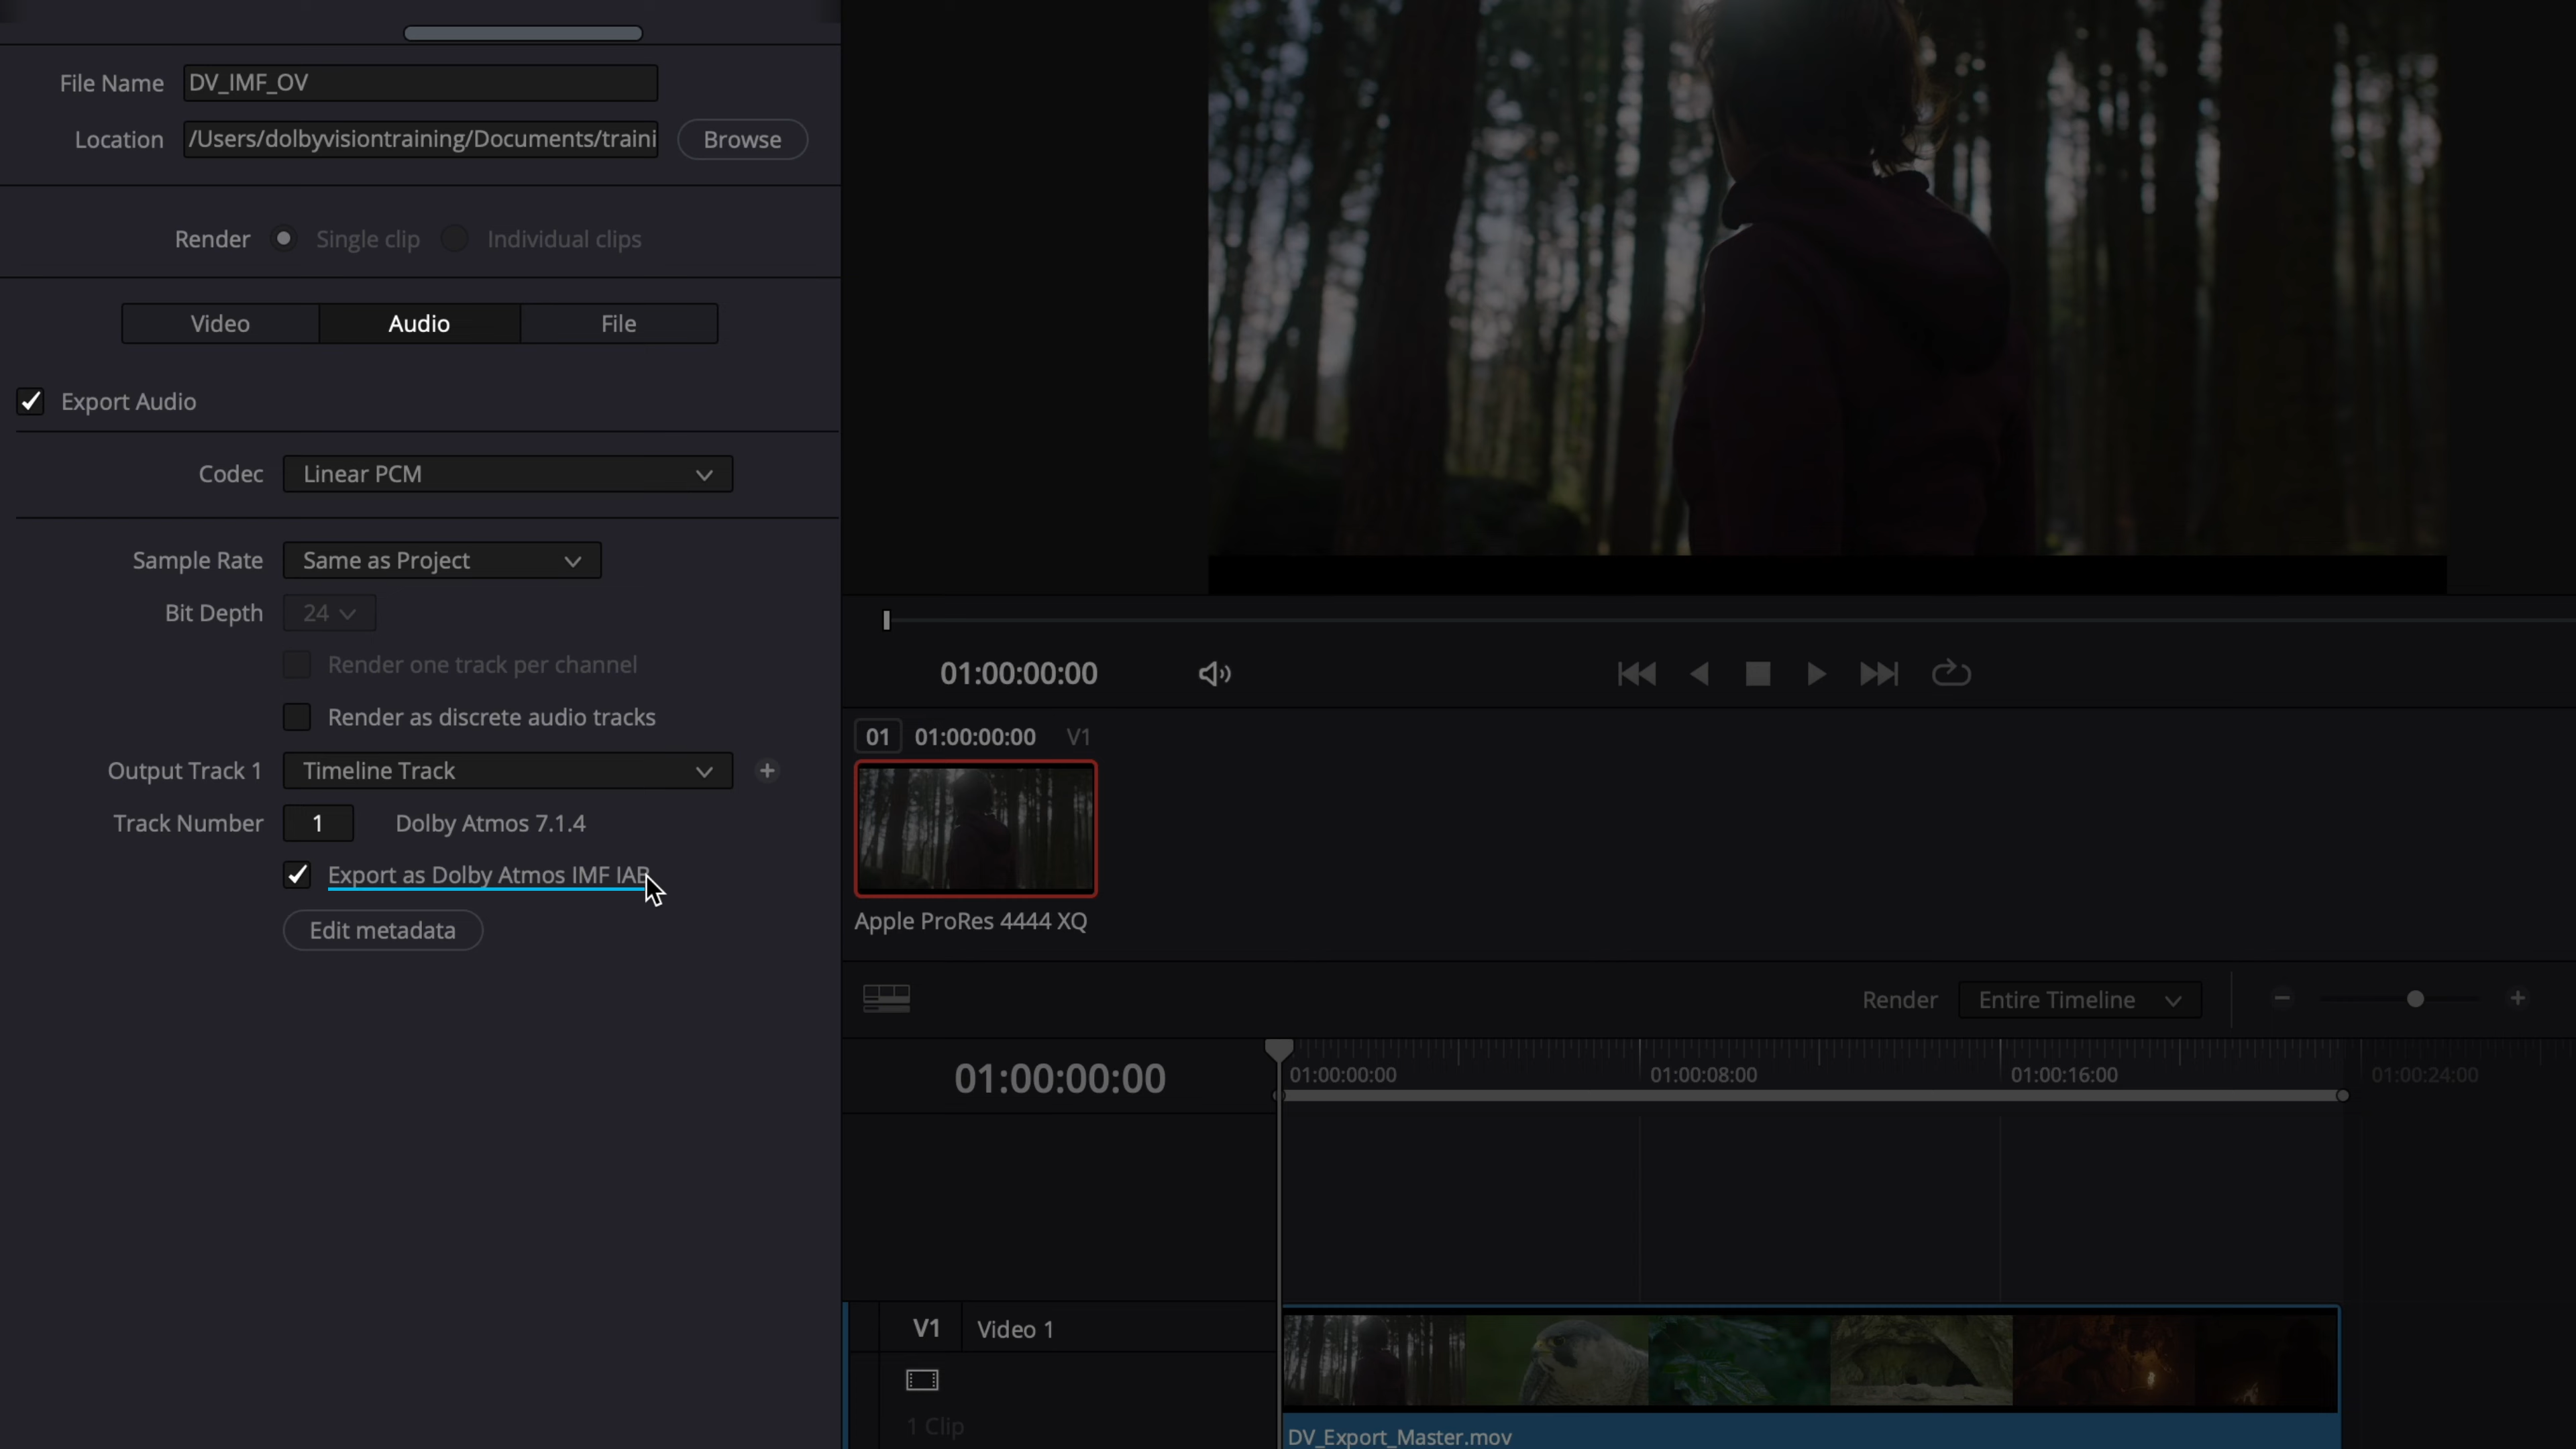 File Name DV_IMF_OV
Location /Users/dolbyvisiontraining/Documents/traini Browse
Render Single clip Individual clips
Video Audio File
Export Audio
Codec Linear PCM
Sample Rate Same as Project
Bit Depth 24
Render one track per channel
Render as discrete audio tracks
Output Track 1 Timeline Track +
Track Number 1 Dolby Atmos 7.1.4
Export as Dolby Atmos IMF IAB
Edit metadata
01:00:00:00
01 01:00:00:00 V1
Apple ProRes 4444 XQ
Render Entire Timeline
01:00:00:00
01:00:00:00 01:00:08:00 01:00:16:00 01:00:24:00
V1 Video 1
1 Clip
DV_Export_Master.mov